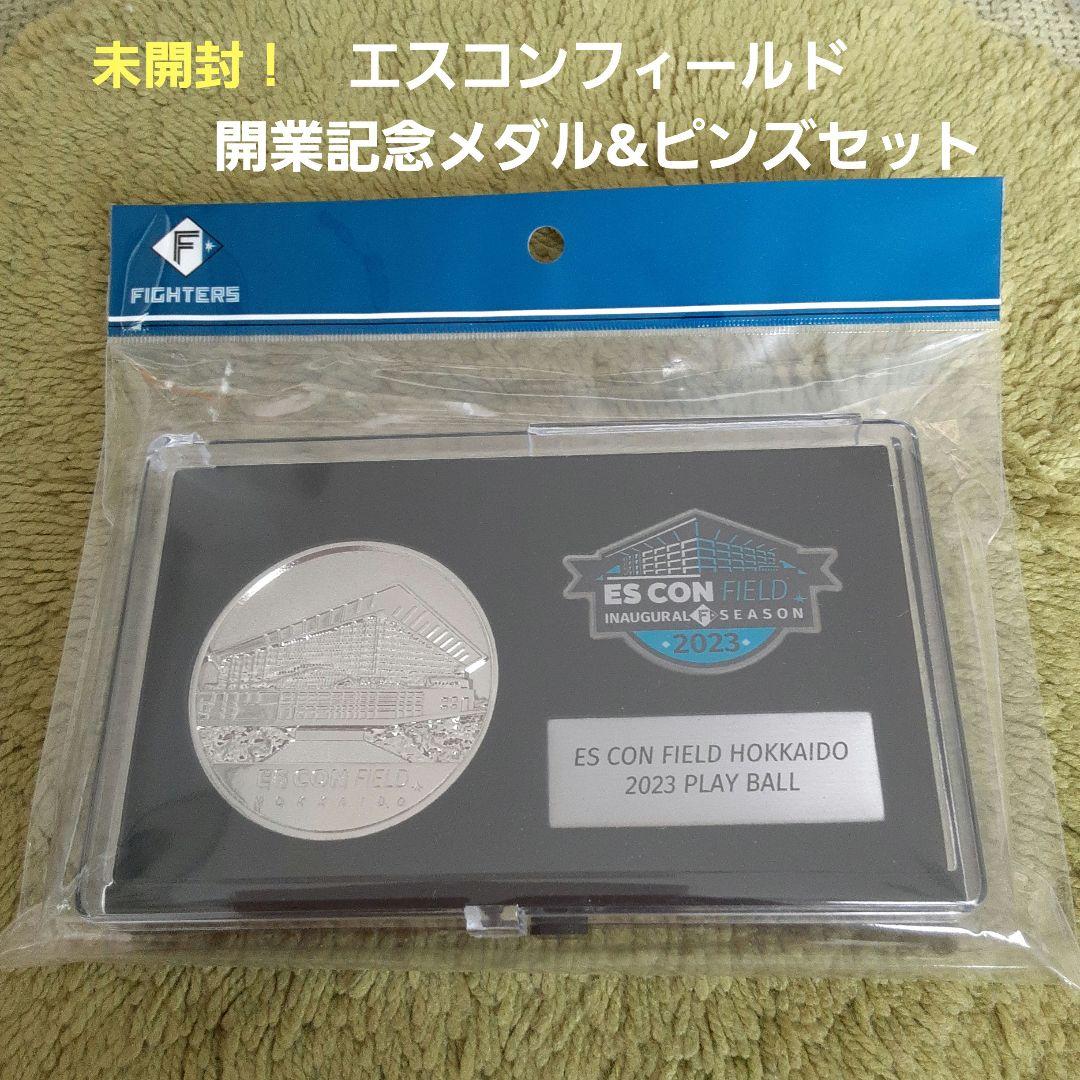 未開封！ エスコンフィールド
開業記念メダル&ピンズセット
F
FIGHTERS
ES CON FIELD
HOKKAIDO
ES CON FIELD
INAUGURAL F SEASON
2023
ES CON FIELD HOKKAIDO
2023 PLAY BALL